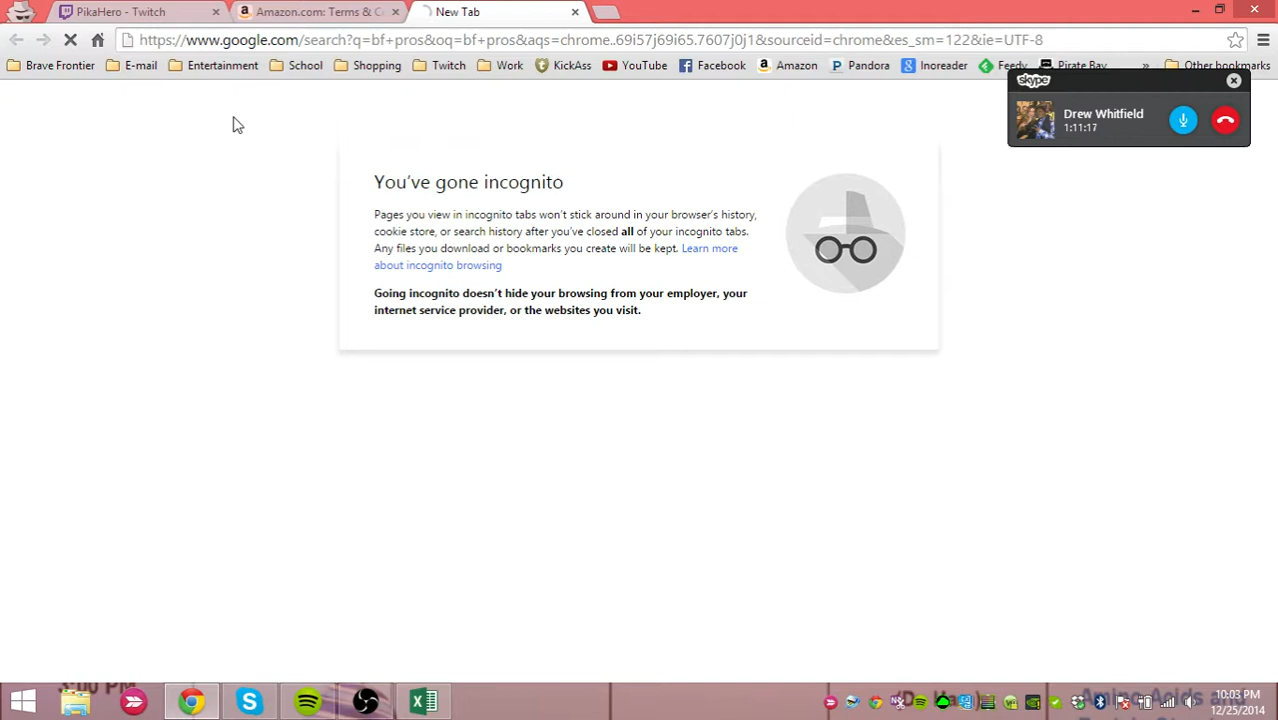 PikaHero - Twitch
Amazon.com: Terms & C
New Tab
https://www.google.com/search?q=bf+pros&oq=bf+pros&aqs=chrome..69i57j69i65.7607j0j1&sourceid=chrome&es_sm=122&ie=UTF-8
Brave Frontier E-mail Entertainment School Shopping Twitch Work KickAss YouTube Facebook Amazon Pandora Inoreader Feedly Pirate Bay » Other bookmarks
skype
Drew Whitfield
1:11:17
You've gone incognito
Pages you view in incognito tabs won't stick around in your browser's history,
cookie store, or search history after you've closed all of your incognito tabs.
Any files you download or bookmarks you create will be kept. Learn more
about incognito browsing
Going incognito doesn't hide your browsing from your employer, your
internet service provider, or the websites you visit.
10:03 PM
12/25/2014